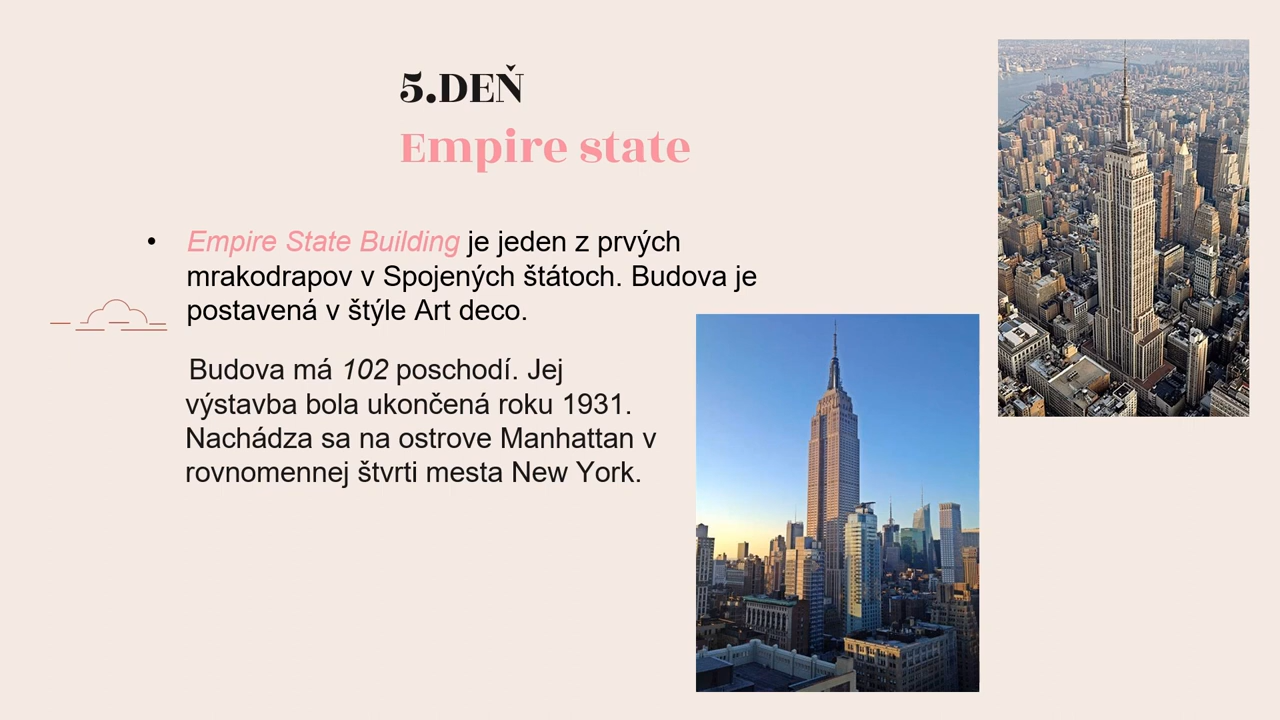 5.DEŇ
Empire state
• Empire State Building je jeden z prvých
mrakodrapov v Spojených štátoch. Budova je
postavená v štýle Art deco.
Budova má 102 poschodí. Jej
výstavba bola ukončená roku 1931.
Nachádza sa na ostrove Manhattan v
rovnomennej štvrti mesta New York.